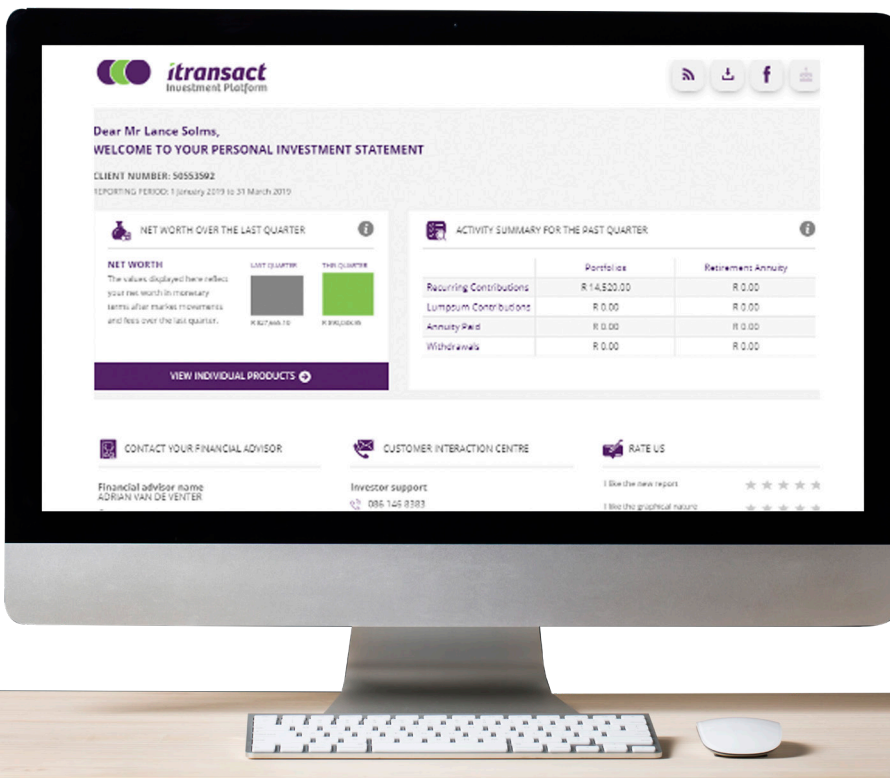 itransact
Investment Platform
f
Dear Mr Lance Solms,
WELCOME TO YOUR PERSONAL INVESTMENT STATEMENT
CLIENT NUMBER: 50553592
REPORTING PERIOD: 1 January 2019 to 31 March 2019
NET WORTH OVER THE LAST QUARTER
i
NET WORTH
The values displayed here reflect
your net worth in monetary
terms after market movements
and fees over the last quarter.
LAST QUARTER
THIS QUARTER
VIEW INDIVIDUAL PRODUCTS
ACTIVITY SUMMARY FOR THE PAST QUARTER
i
Portfolios Retirement Annuity
Recurring Contributions R 14,520.00 R 0.00
Lumpsum Contributions R 0.00 R 0.00
Annuity Paid R 0.00 R 0.00
Withdrawals R 0.00 R 0.00
CONTACT YOUR FINANCIAL ADVISOR
Financial advisor name
ADRIAN VAN DE VENTER
CUSTOMER INTERACTION CENTRE
Investor support
086 146 8383
RATE US
I like the new report
I like the graphical nature